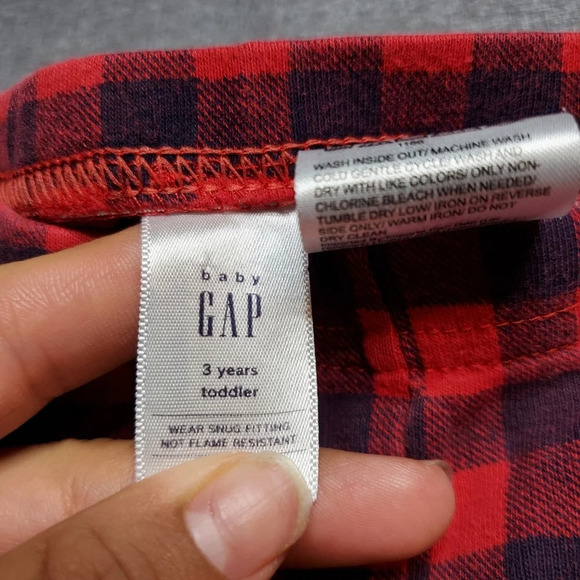 WASH INSIDE OUT/ MACHINE WASH
COLD GENTLE CYCLE/ WASH AND
DRY WITH LIKE COLORS/ ONLY NON-
CHLORINE BLEACH WHEN NEEDED/
TUMBLE DRY LOW/ IRON ON REVERSE
SIDE ONLY/ WARM IRON/ DO NOT
DRY CLEAN
baby
GAP
3 years
toddler
WEAR SNUG FITTING
NOT FLAME RESISTANT